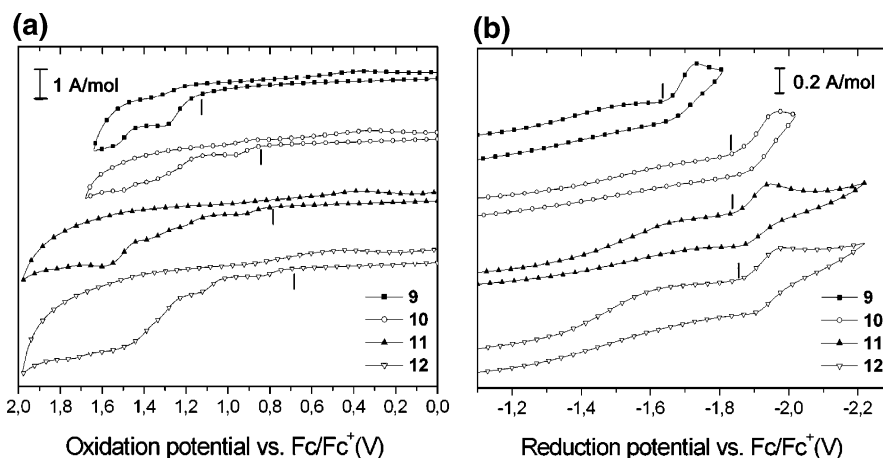 (a)
1 A/mol
9
10
11
12
2,0 1,8 1,6 1,4 1,2 1,0 0,8 0,6 0,4 0,2 0,0
Oxidation potential vs. Fc/Fc+(V)
(b)
0.2 A/mol
9
10
11
12
-1,2 -1,4 -1,6 -1,8 -2,0 -2,2
Reduction potential vs. Fc/Fc+(V)